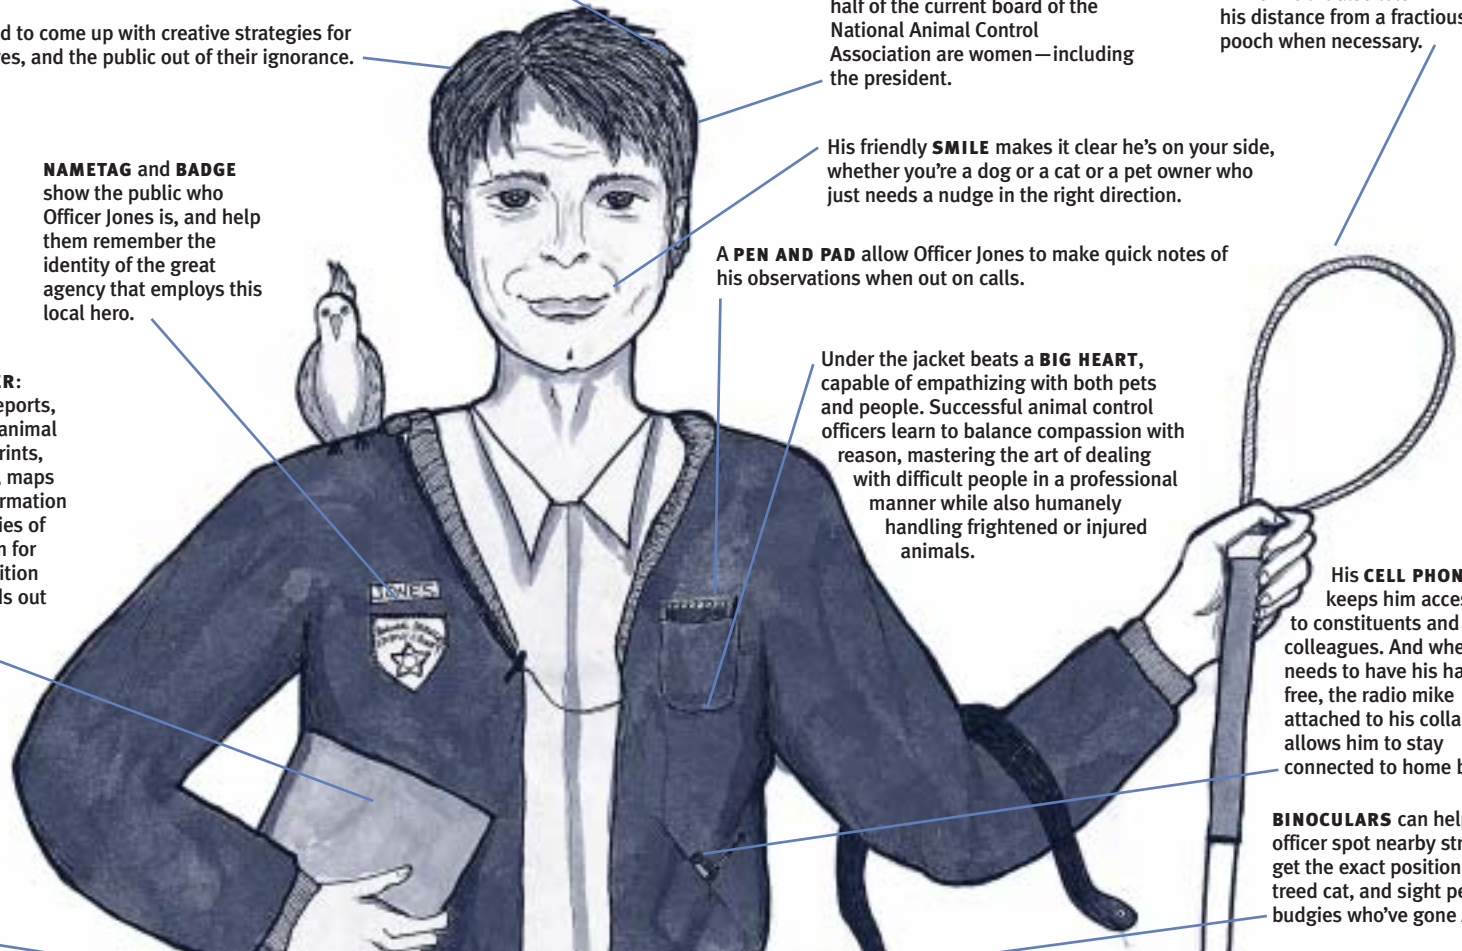 d to come up with creative strategies for
es, and the public out of their ignorance.
half of the current board of the
National Animal Control
Association are women—including
the president.
his distance from a fractious
pooch when necessary.
His friendly SMILE makes it clear he's on your side,
whether you're a dog or a cat or a pet owner who
just needs a nudge in the right direction.
NAMETAG and BADGE
show the public who
Officer Jones is, and help
them remember the
identity of the great
agency that employs this
local hero.
A PEN AND PAD allow Officer Jones to make quick notes of
his observations when out on calls.
Under the jacket beats a BIG HEART,
capable of empathizing with both pets
and people. Successful animal control
officers learn to balance compassion with
reason, mastering the art of dealing
with difficult people in a professional
manner while also humanely
handling frightened or injured
animals.
ER:
eports,
animal
rints,
, maps
rmation
ies of
n for
ition
ds out
JONES
His CELL PHON
keeps him acces
to constituents and
colleagues. And whe
needs to have his ha
free, the radio mike
attached to his colla
allows him to stay
connected to home b
BINOCULARS can help
officer spot nearby str
get the exact position
treed cat, and sight pe
budgies who've gone